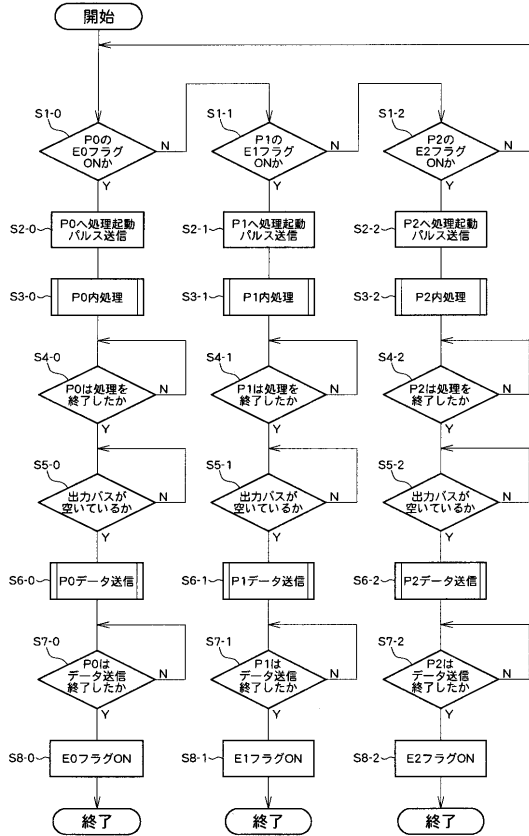 開始
S1-0
P0の
E0フラグ
ONか
N
Y
S1-1
P1の
E1フラグ
ONか
N
Y
S1-2
P2の
E2フラグ
ONか
N
Y
S2-0
P0へ処理起動
パルス送信
S2-1
P1へ処理起動
パルス送信
S2-2
P2へ処理起動
パルス送信
S3-0
P0内処理
S3-1
P1内処理
S3-2
P2内処理
S4-0
P0は処理を
終了したか
N
Y
S4-1
P1は処理を
終了したか
N
Y
S4-2
P2は処理を
終了したか
N
Y
S5-0
出力バスが
空いているか
N
Y
S5-1
出力バスが
空いているか
N
Y
S5-2
出力バスが
空いているか
N
Y
S6-0
P0データ送信
S6-1
P1データ送信
S6-2
P2データ送信
S7-0
P0は
データ送信
終了したか
N
Y
S7-1
P1は
データ送信
終了したか
N
Y
S7-2
P2は
データ送信
終了したか
N
Y
S8-0
E0フラグON
S8-1
E1フラグON
S8-2
E2フラグON
終了
終了
終了